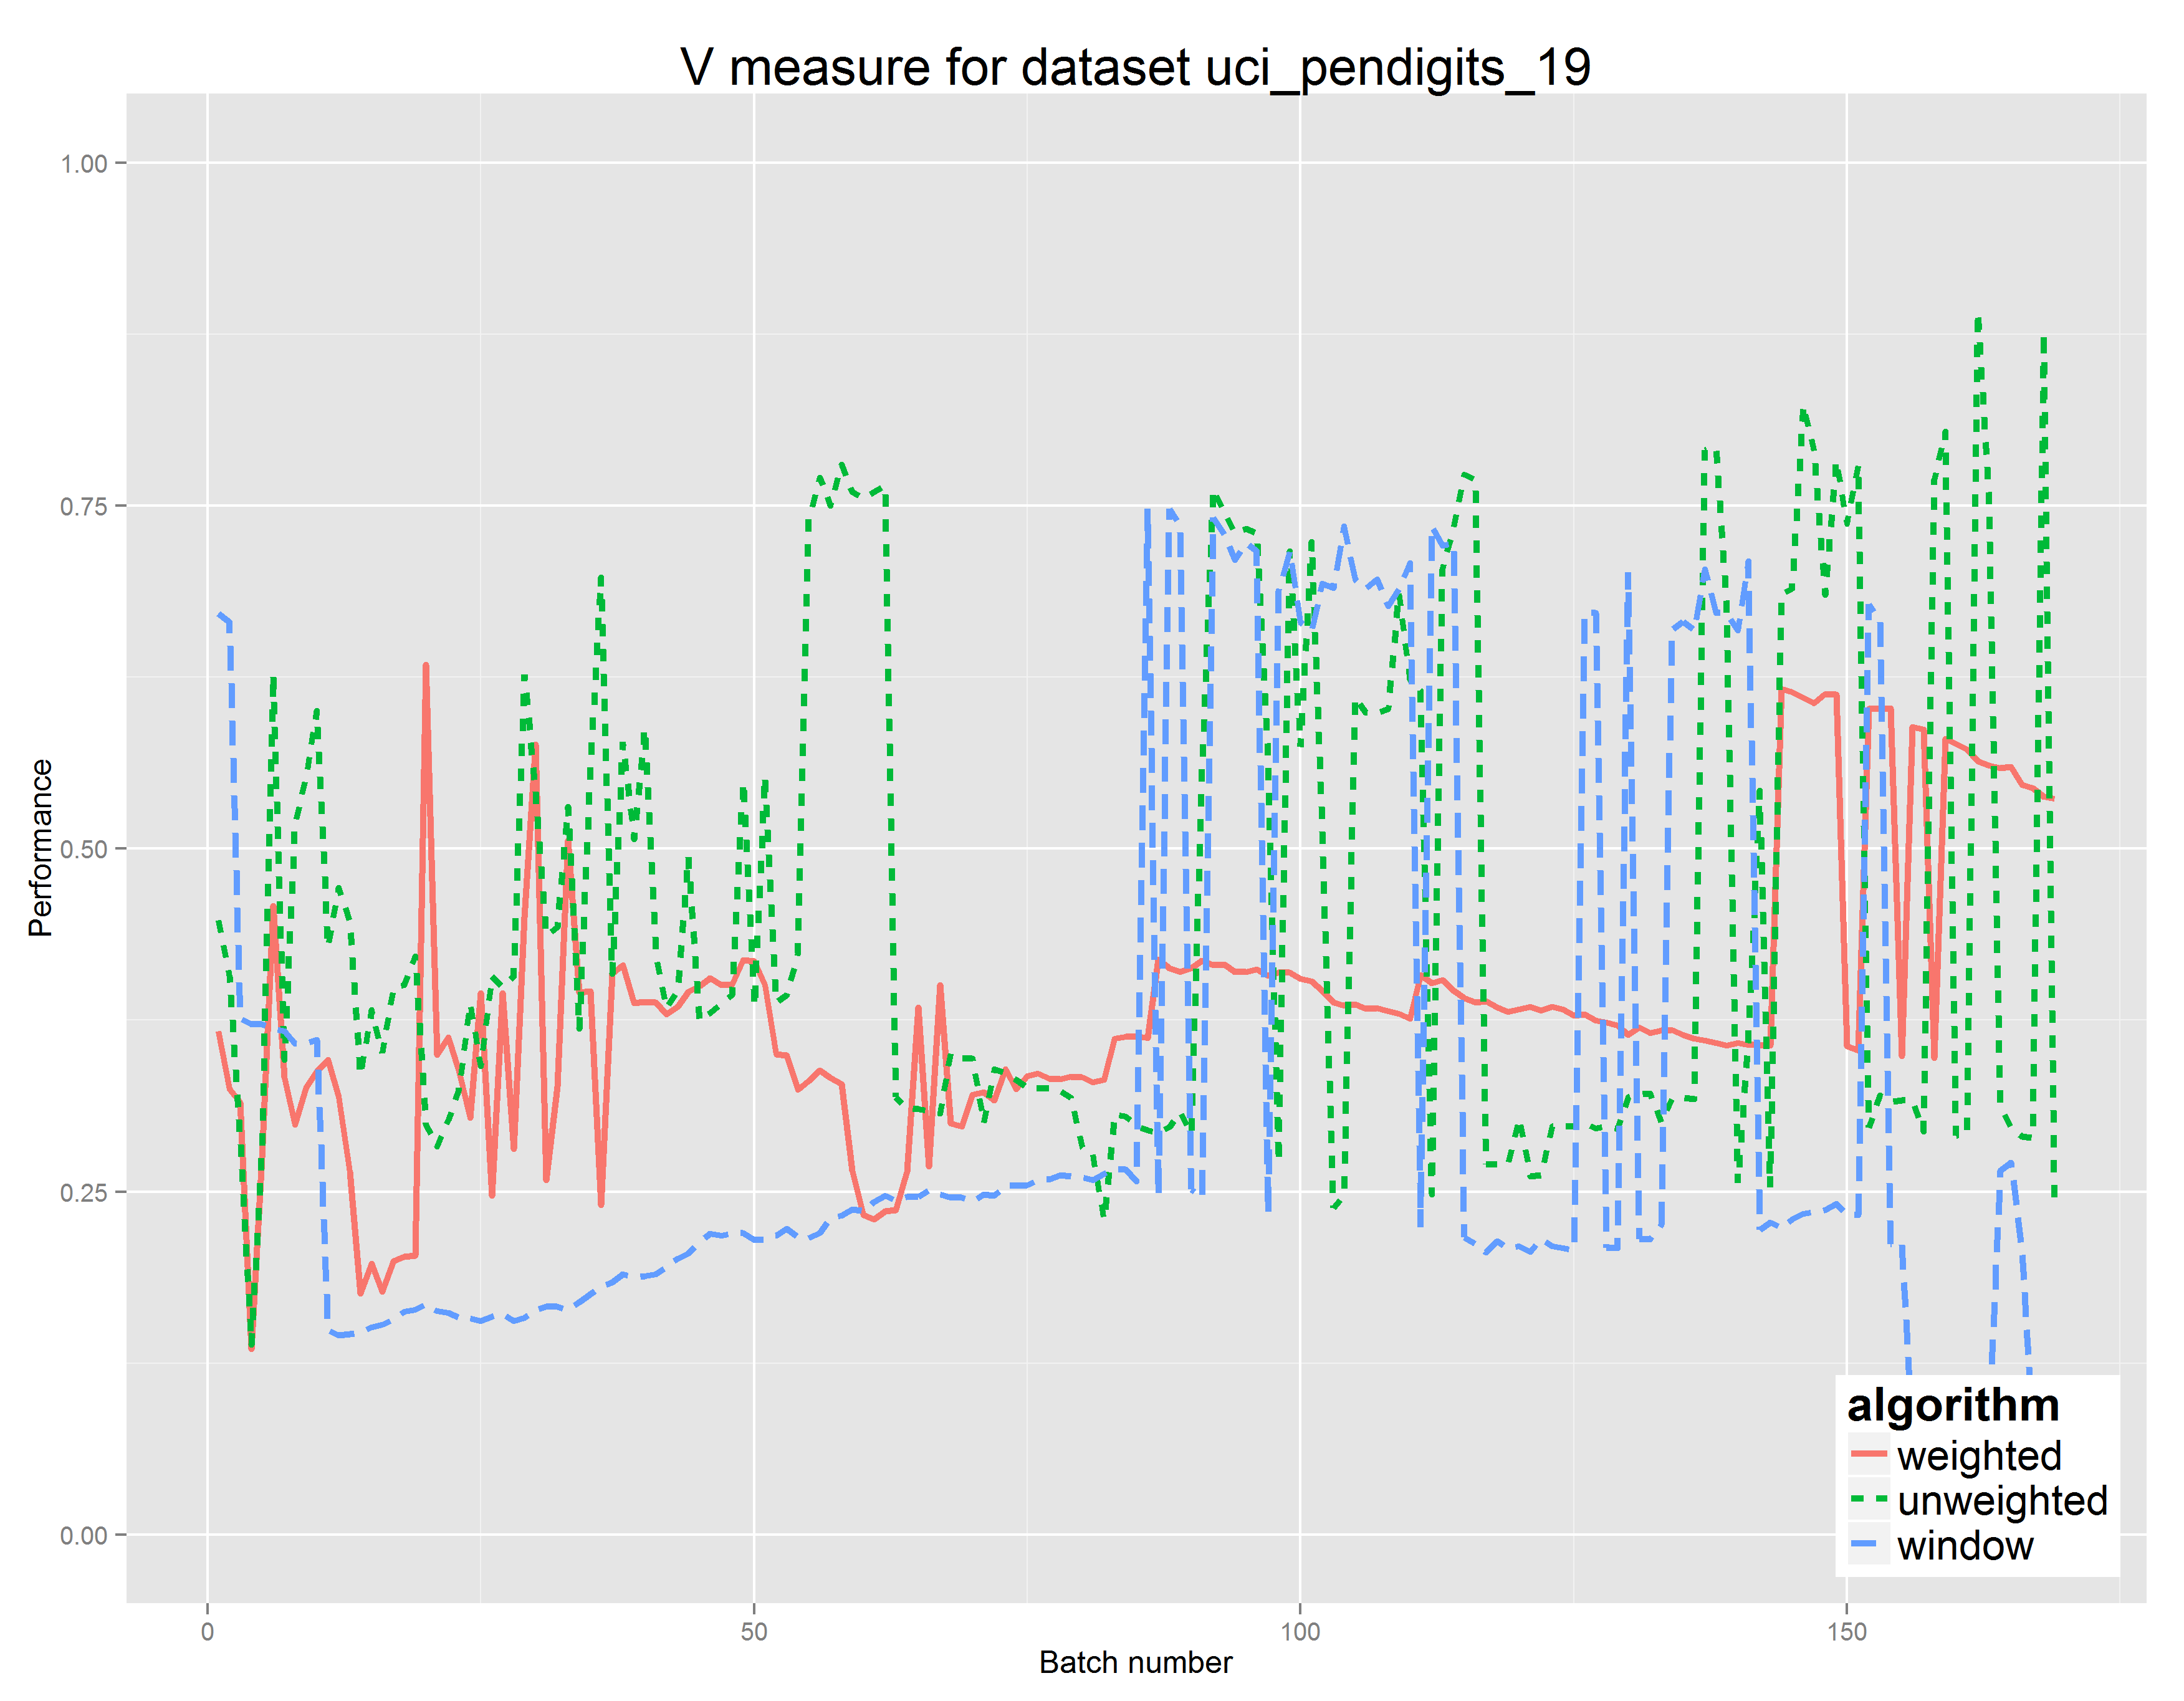 V measure for dataset uci_pendigits_19
1.00
0.75
0.50
0.25
0.00
Performance
0
50
100
150
Batch number
algorithm
weighted
unweighted
window